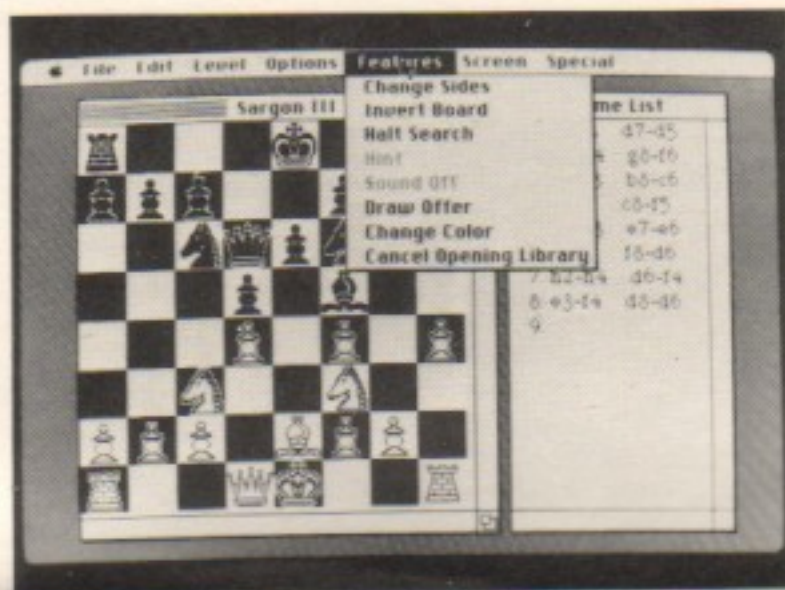 File Edit Level Options Features Screen Special
Sargon III
me List
Change Sides
Invert Board
Halt Search
Hint
Sound Off
Draw Offer
Change Color
Cancel Opening Library
d7-d5
g8-f6
b8-c6
c8-f5
e7-e6
f8-d6
7 h2-h4 d6-f4
8 e3-f4 d8-d6
9